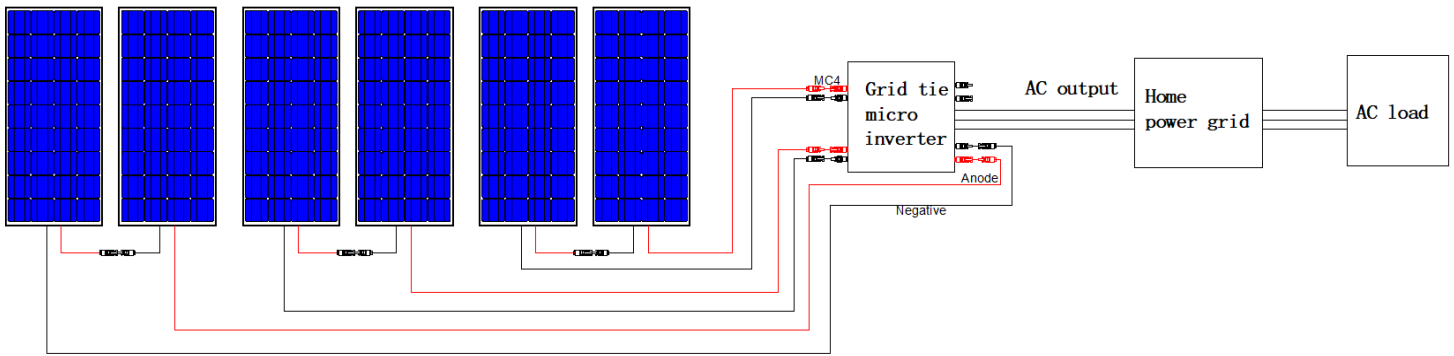 MC4
Grid tie
micro
inverter
AC output
Home
power grid
AC load
Anode
Negative